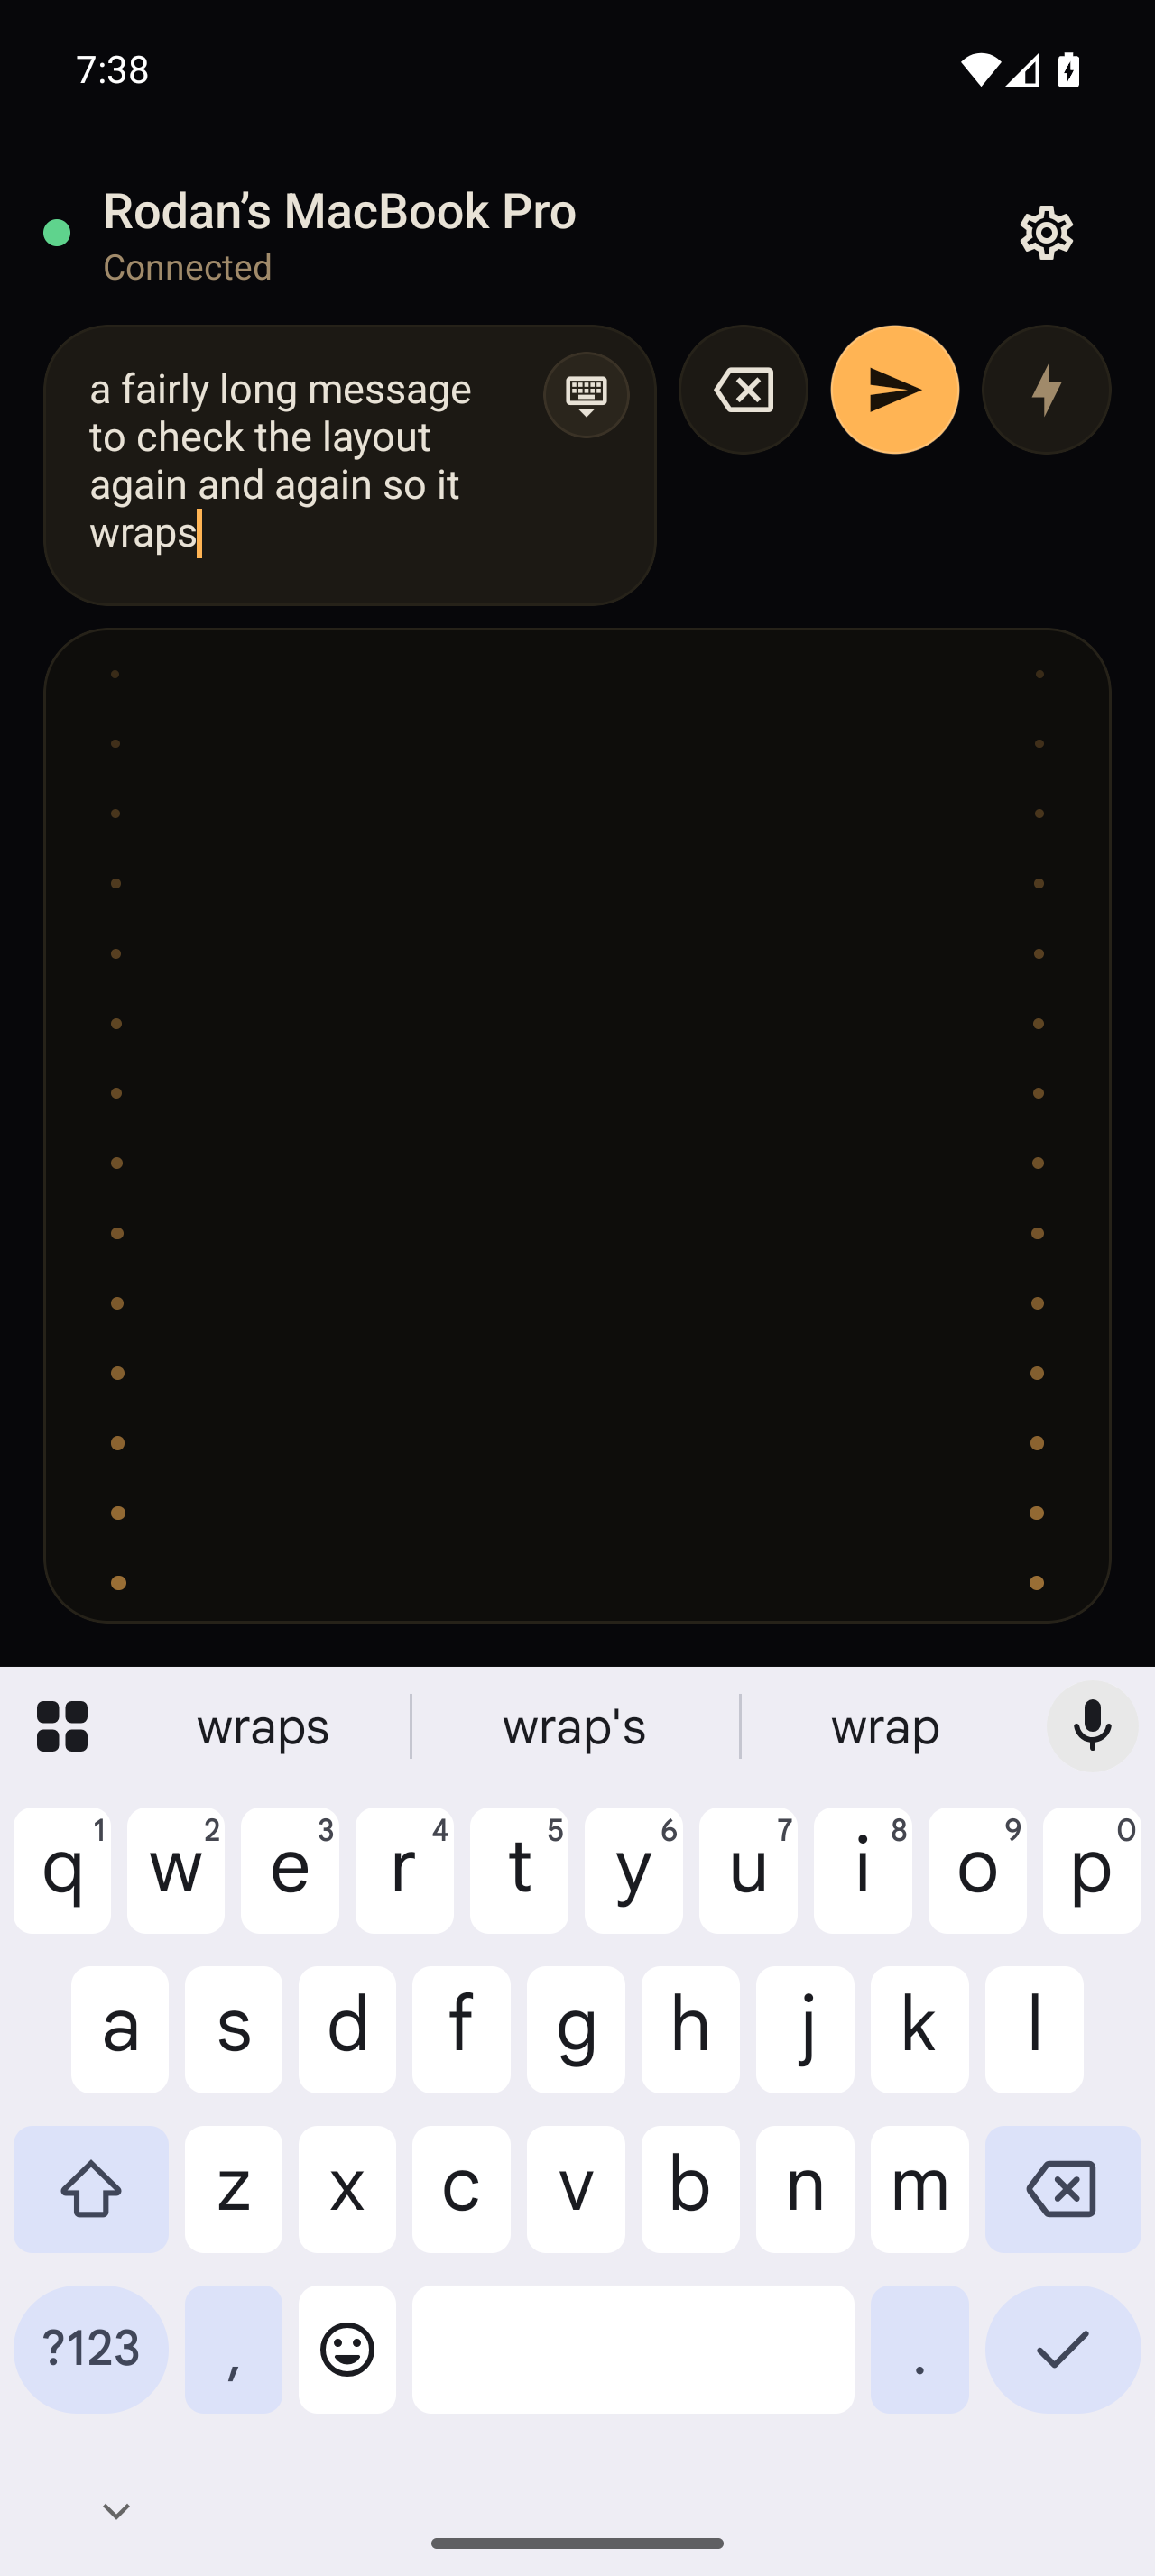 7:38
Rodan’s MacBook Pro
Connected
a fairly long message
to check the layout
again and again so it
wraps
wraps wrap's wrap
q1 w2 e3 r4 t5 y6 u7 i8 o9 p0
a s d f g h j k l
z x c v b n m
?123 , .